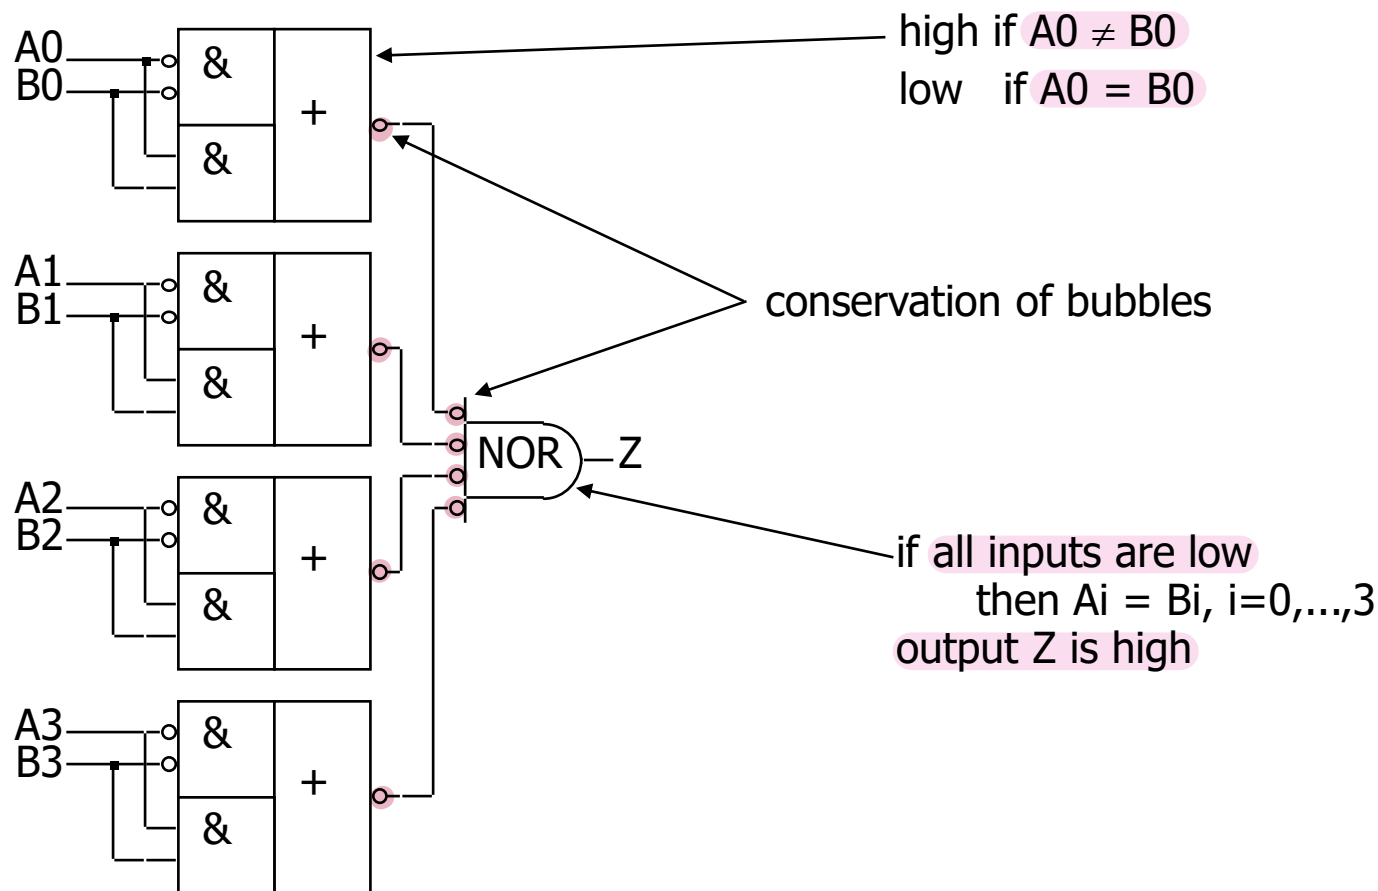 A0
B0
&
&
+
high if A0 ≠ B0
low if A0 = B0
A1
B1
&
&
+
conservation of bubbles
NOR
Z
A2
B2
&
&
+
if all inputs are low
then Ai = Bi, i=0,...,3
output Z is high
A3
B3
&
&
+